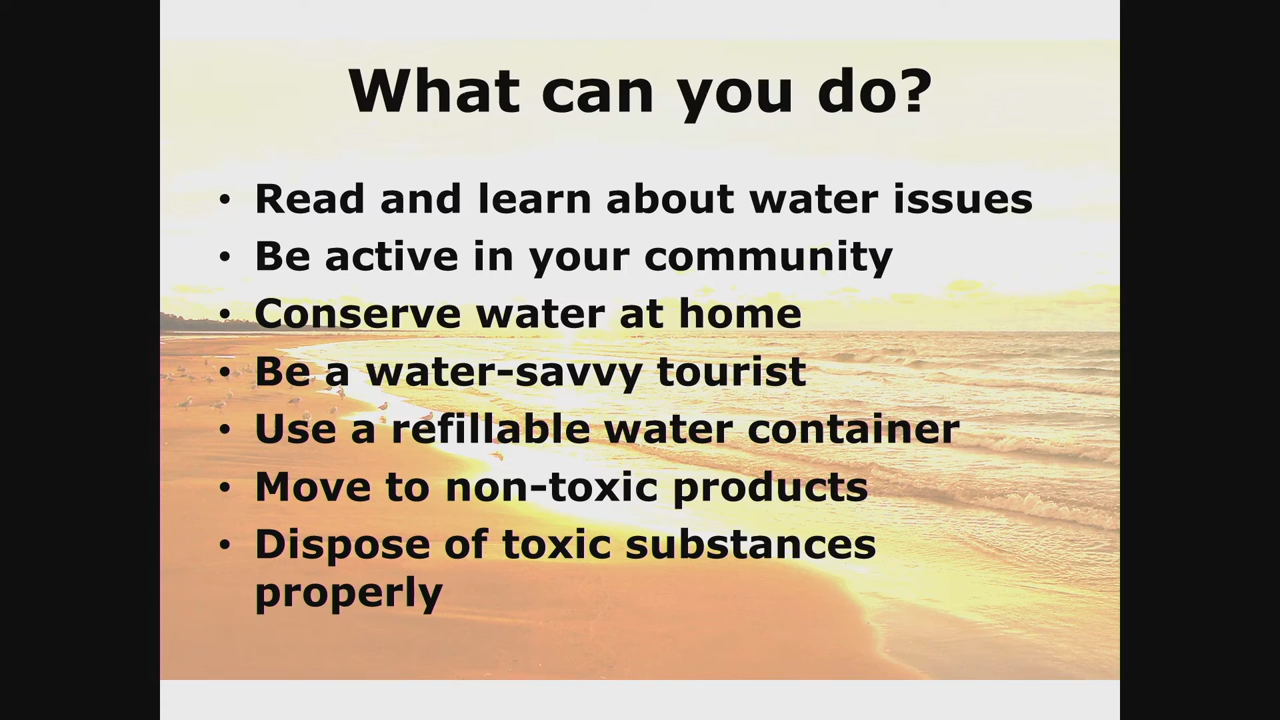 What can you do?
• Read and learn about water issues
• Be active in your community
• Conserve water at home
• Be a water-savvy tourist
• Use a refillable water container
• Move to non-toxic products
• Dispose of toxic substances
properly